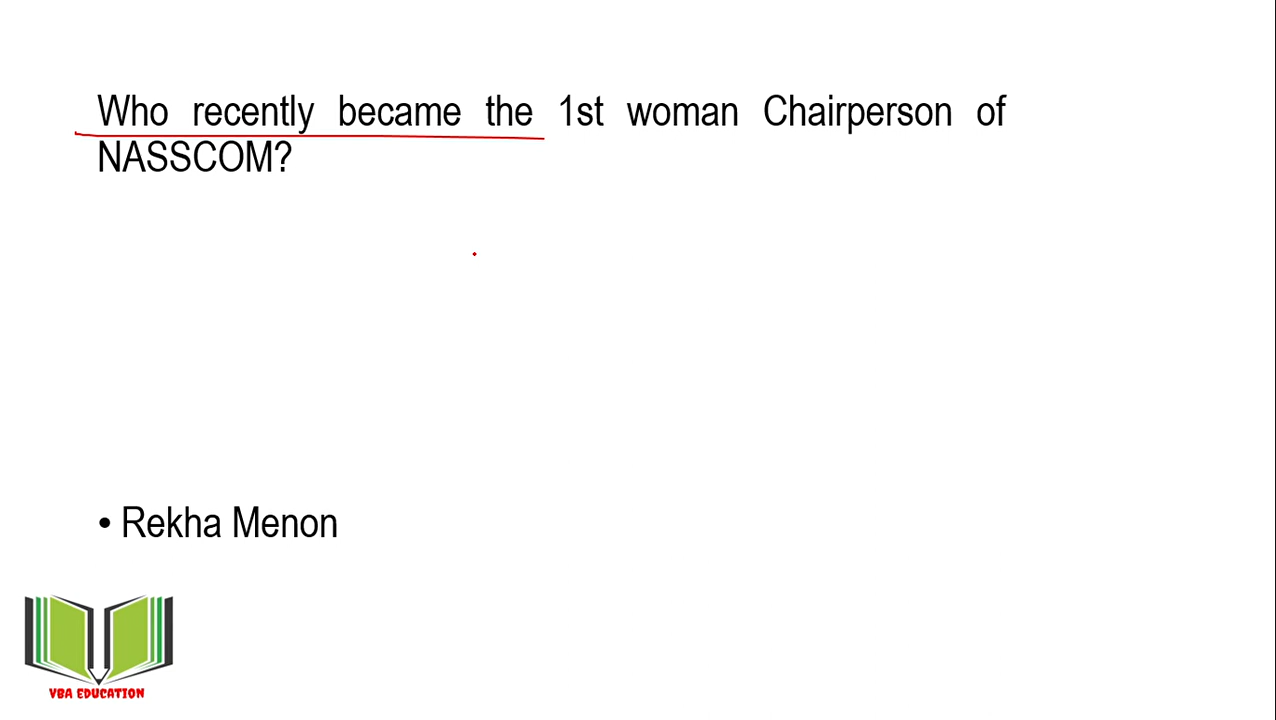 Who recently became the 1st woman Chairperson of
NASSCOM?
• Rekha Menon
VBA EDUCATION